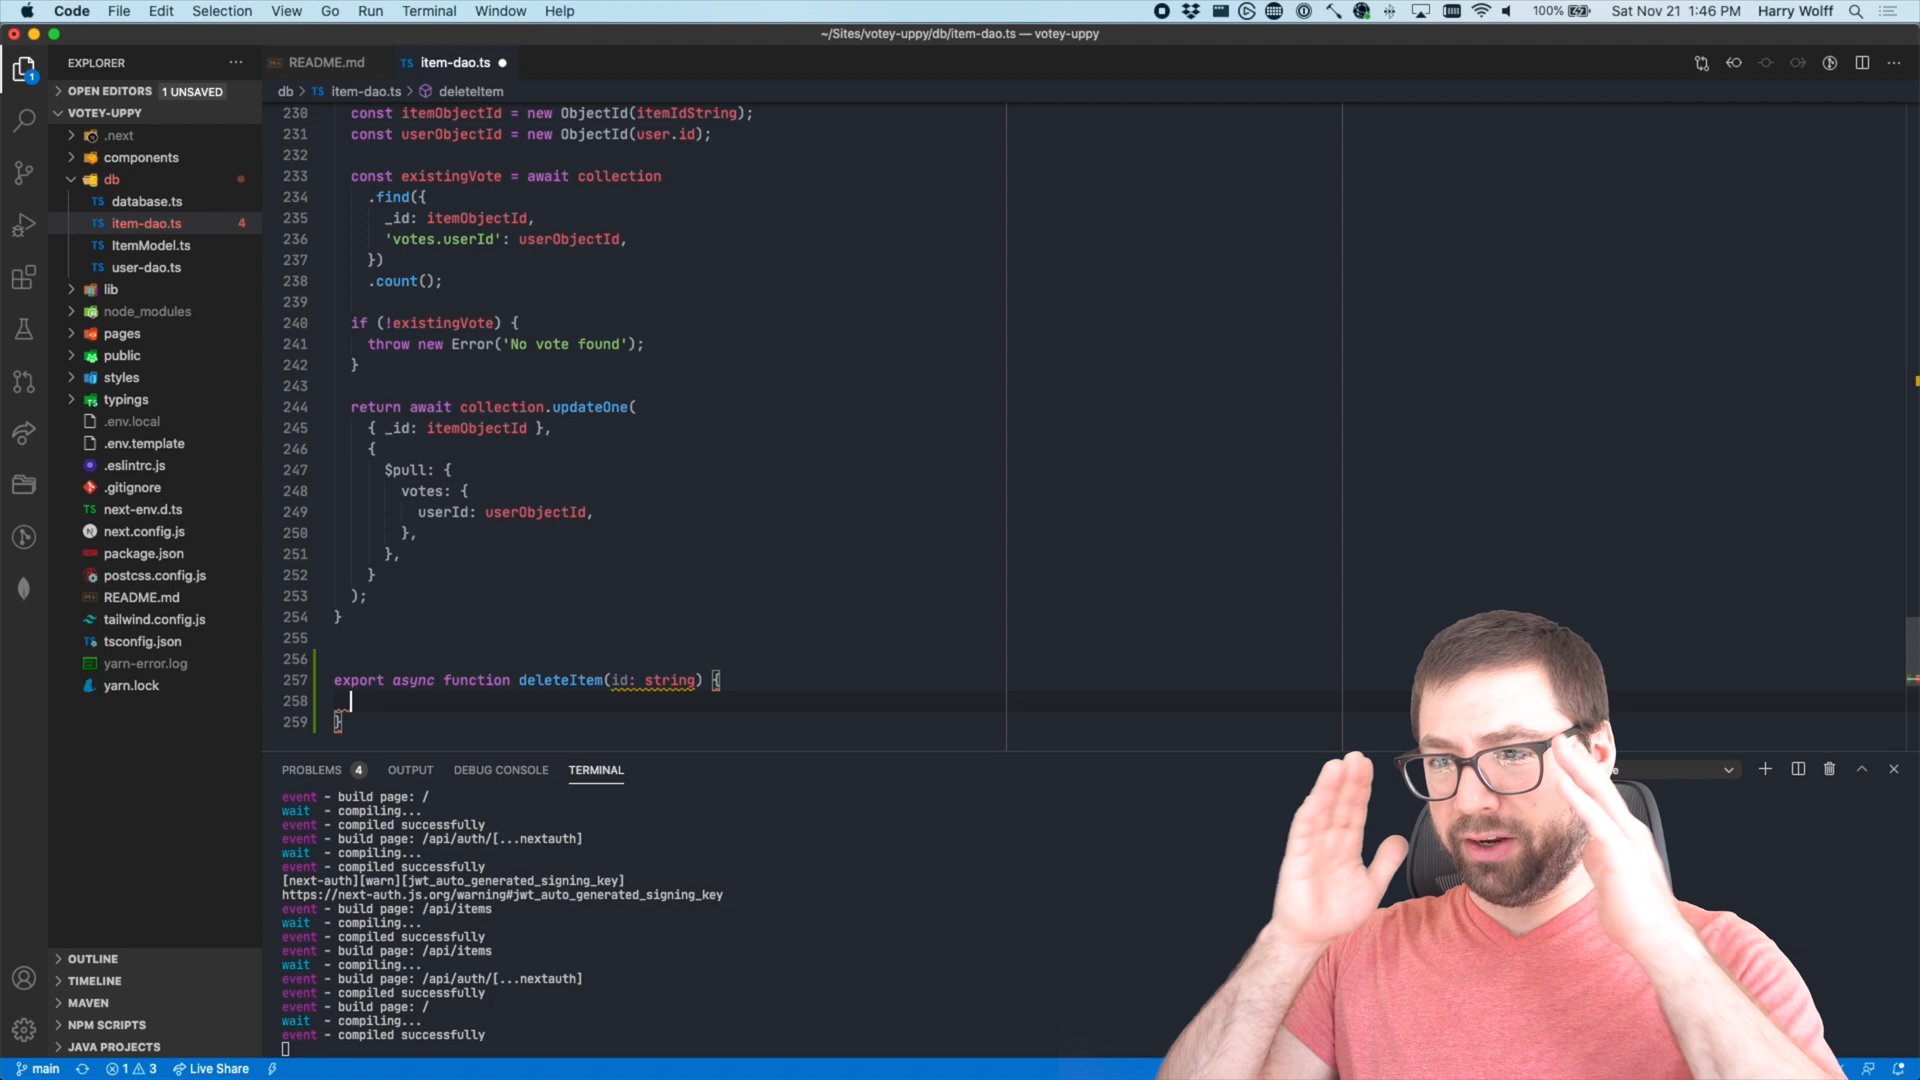 Code File Edit Selection View Go Run Terminal Window Help
100% Sat Nov 21 1:46 PM Harry Wolff
~/Sites/votey-uppy/db/item-dao.ts — votey-uppy
EXPLORER
README.md
TS item-dao.ts
OPEN EDITORS 1 UNSAVED
db > TS item-dao.ts > deleteItem
VOTEY-UPPY
.next
components
db
TS database.ts
TS item-dao.ts 4
TS ItemModel.ts
TS user-dao.ts
lib
node_modules
pages
public
styles
typings
.env.local
.env.template
.eslintrc.js
.gitignore
TS next-env.d.ts
next.config.js
package.json
postcss.config.js
README.md
tailwind.config.js
tsconfig.json
yarn-error.log
yarn.lock
OUTLINE
TIMELINE
MAVEN
NPM SCRIPTS
JAVA PROJECTS
230 const itemObjectId = new ObjectId(itemIdString);
231 const userObjectId = new ObjectId(user.id);
232
233 const existingVote = await collection
234 .find({
235 _id: itemObjectId,
236 'votes.userId': userObjectId,
237 })
238 .count();
239
240 if (!existingVote) {
241 throw new Error('No vote found');
242 }
243
244 return await collection.updateOne(
245 { _id: itemObjectId },
246 {
247 $pull: {
248 votes: {
249 userId: userObjectId,
250 },
251 },
252 }
253 );
254 }
255
256
257 export async function deleteItem(id: string) {
258
259 }
PROBLEMS 4 OUTPUT DEBUG CONSOLE TERMINAL
event - build page: /
wait - compiling...
event - compiled successfully
event - build page: /api/auth/[...nextauth]
wait - compiling...
event - compiled successfully
[next-auth][warn][jwt_auto_generated_signing_key]
https://next-auth.js.org/warning#jwt_auto_generated_signing_key
event - build page: /api/items
wait - compiling...
event - compiled successfully
event - build page: /api/items
wait - compiling...
event - build page: /api/auth/[...nextauth]
event - compiled successfully
event - build page: /
wait - compiling...
event - compiled successfully
main 1 3 Live Share